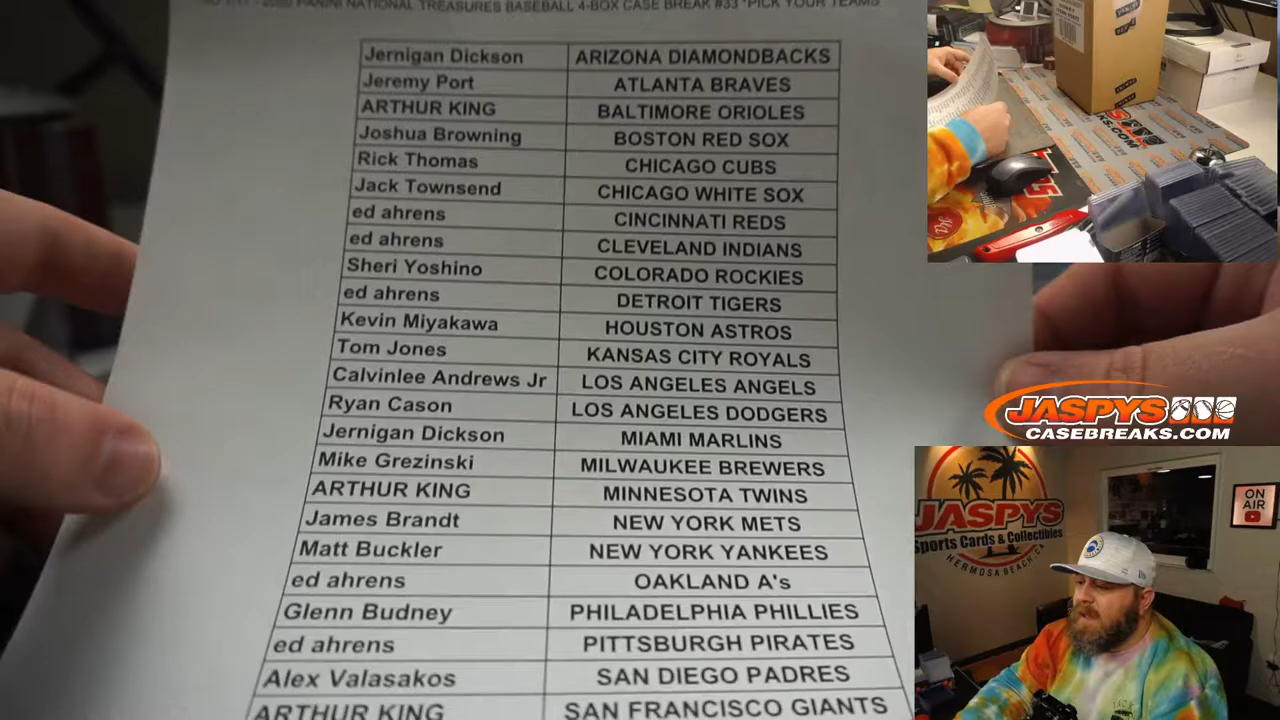 2020 PANINI NATIONAL TREASURES BASEBALL 4-BOX CASE BREAK #33 *PICK YOUR TEAMS*
Jernigan Dickson ARIZONA DIAMONDBACKS
Jeremy Port ATLANTA BRAVES
ARTHUR KING BALTIMORE ORIOLES
Joshua Browning BOSTON RED SOX
Rick Thomas CHICAGO CUBS
Jack Townsend CHICAGO WHITE SOX
ed ahrens CINCINNATI REDS
ed ahrens CLEVELAND INDIANS
Sheri Yoshino COLORADO ROCKIES
ed ahrens DETROIT TIGERS
Kevin Miyakawa HOUSTON ASTROS
Tom Jones KANSAS CITY ROYALS
Calvinlee Andrews Jr LOS ANGELES ANGELS
Ryan Cason LOS ANGELES DODGERS
Jernigan Dickson MIAMI MARLINS
Mike Grezinski MILWAUKEE BREWERS
ARTHUR KING MINNESOTA TWINS
James Brandt NEW YORK METS
Matt Buckler NEW YORK YANKEES
ed ahrens OAKLAND A's
Glenn Budney PHILADELPHIA PHILLIES
ed ahrens PITTSBURGH PIRATES
Alex Valasakos SAN DIEGO PADRES
ARTHUR KING SAN FRANCISCO GIANTS
JASPYS
CASEBREAKS.COM
JASPYS
Sports Cards & Collectibles
HERMOSA BEACH, CA
ON
AIR